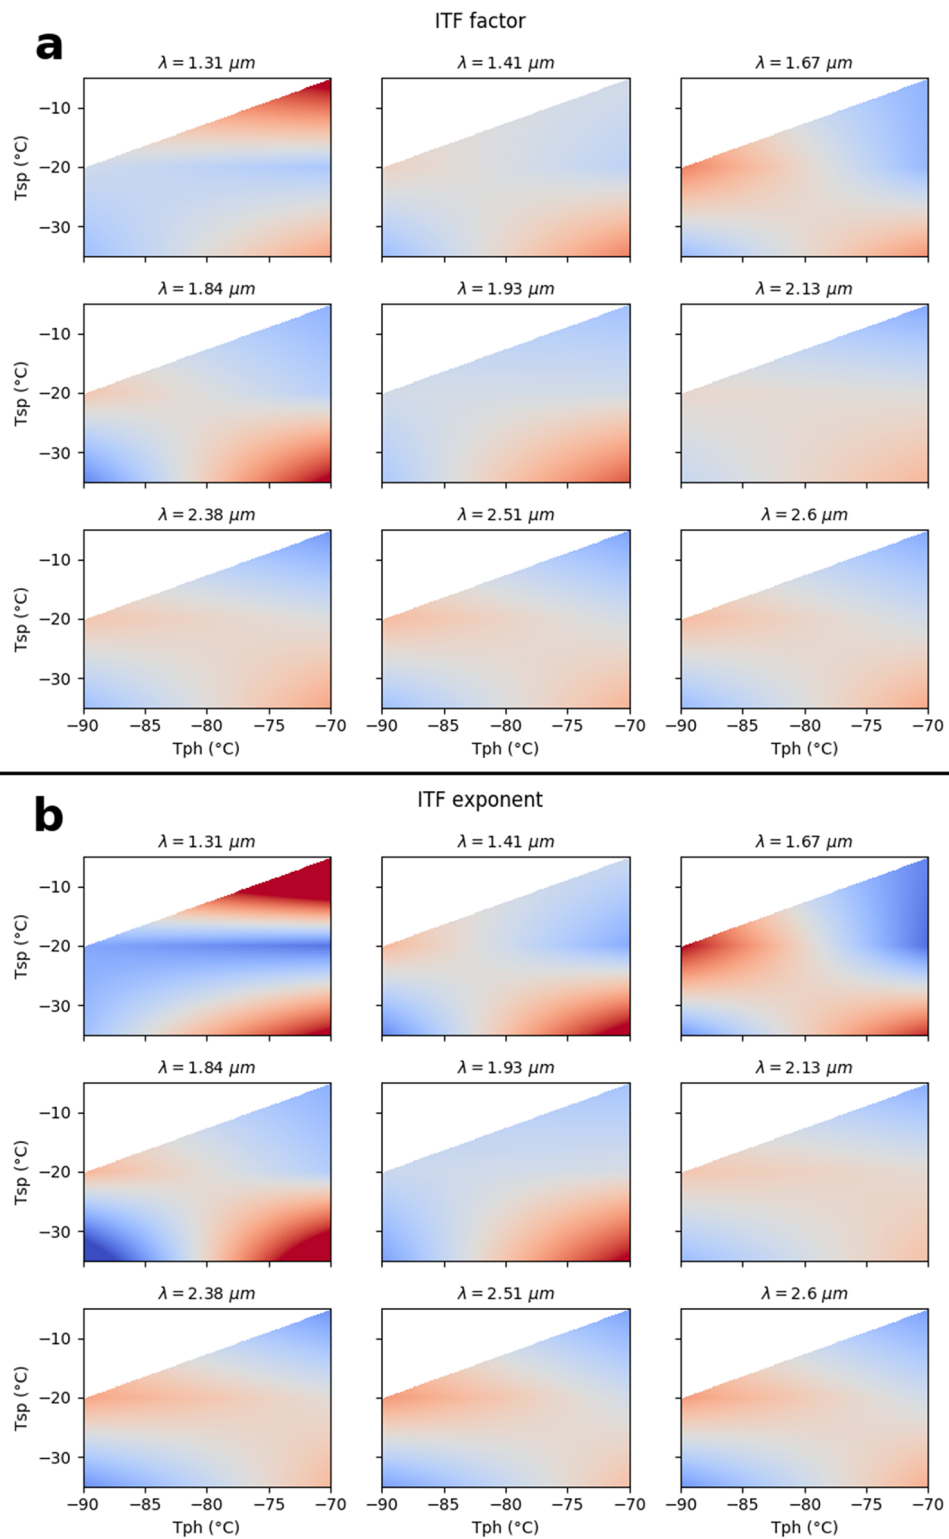 ITF factor
a
λ = 1.31 μm λ = 1.41 μm λ = 1.67 μm
Tsp (°C) −10 −20 −30
λ = 1.84 μm λ = 1.93 μm λ = 2.13 μm
Tsp (°C) −10 −20 −30
λ = 2.38 μm λ = 2.51 μm λ = 2.6 μm
Tsp (°C) −10 −20 −30
−90 −85 −80 −75 −70 −90 −85 −80 −75 −70 −90 −85 −80 −75 −70
Tph (°C) Tph (°C) Tph (°C)
ITF exponent
b
λ = 1.31 μm λ = 1.41 μm λ = 1.67 μm
Tsp (°C) −10 −20 −30
λ = 1.84 μm λ = 1.93 μm λ = 2.13 μm
Tsp (°C) −10 −20 −30
λ = 2.38 μm λ = 2.51 μm λ = 2.6 μm
Tsp (°C) −10 −20 −30
−90 −85 −80 −75 −70 −90 −85 −80 −75 −70 −90 −85 −80 −75 −70
Tph (°C) Tph (°C) Tph (°C)